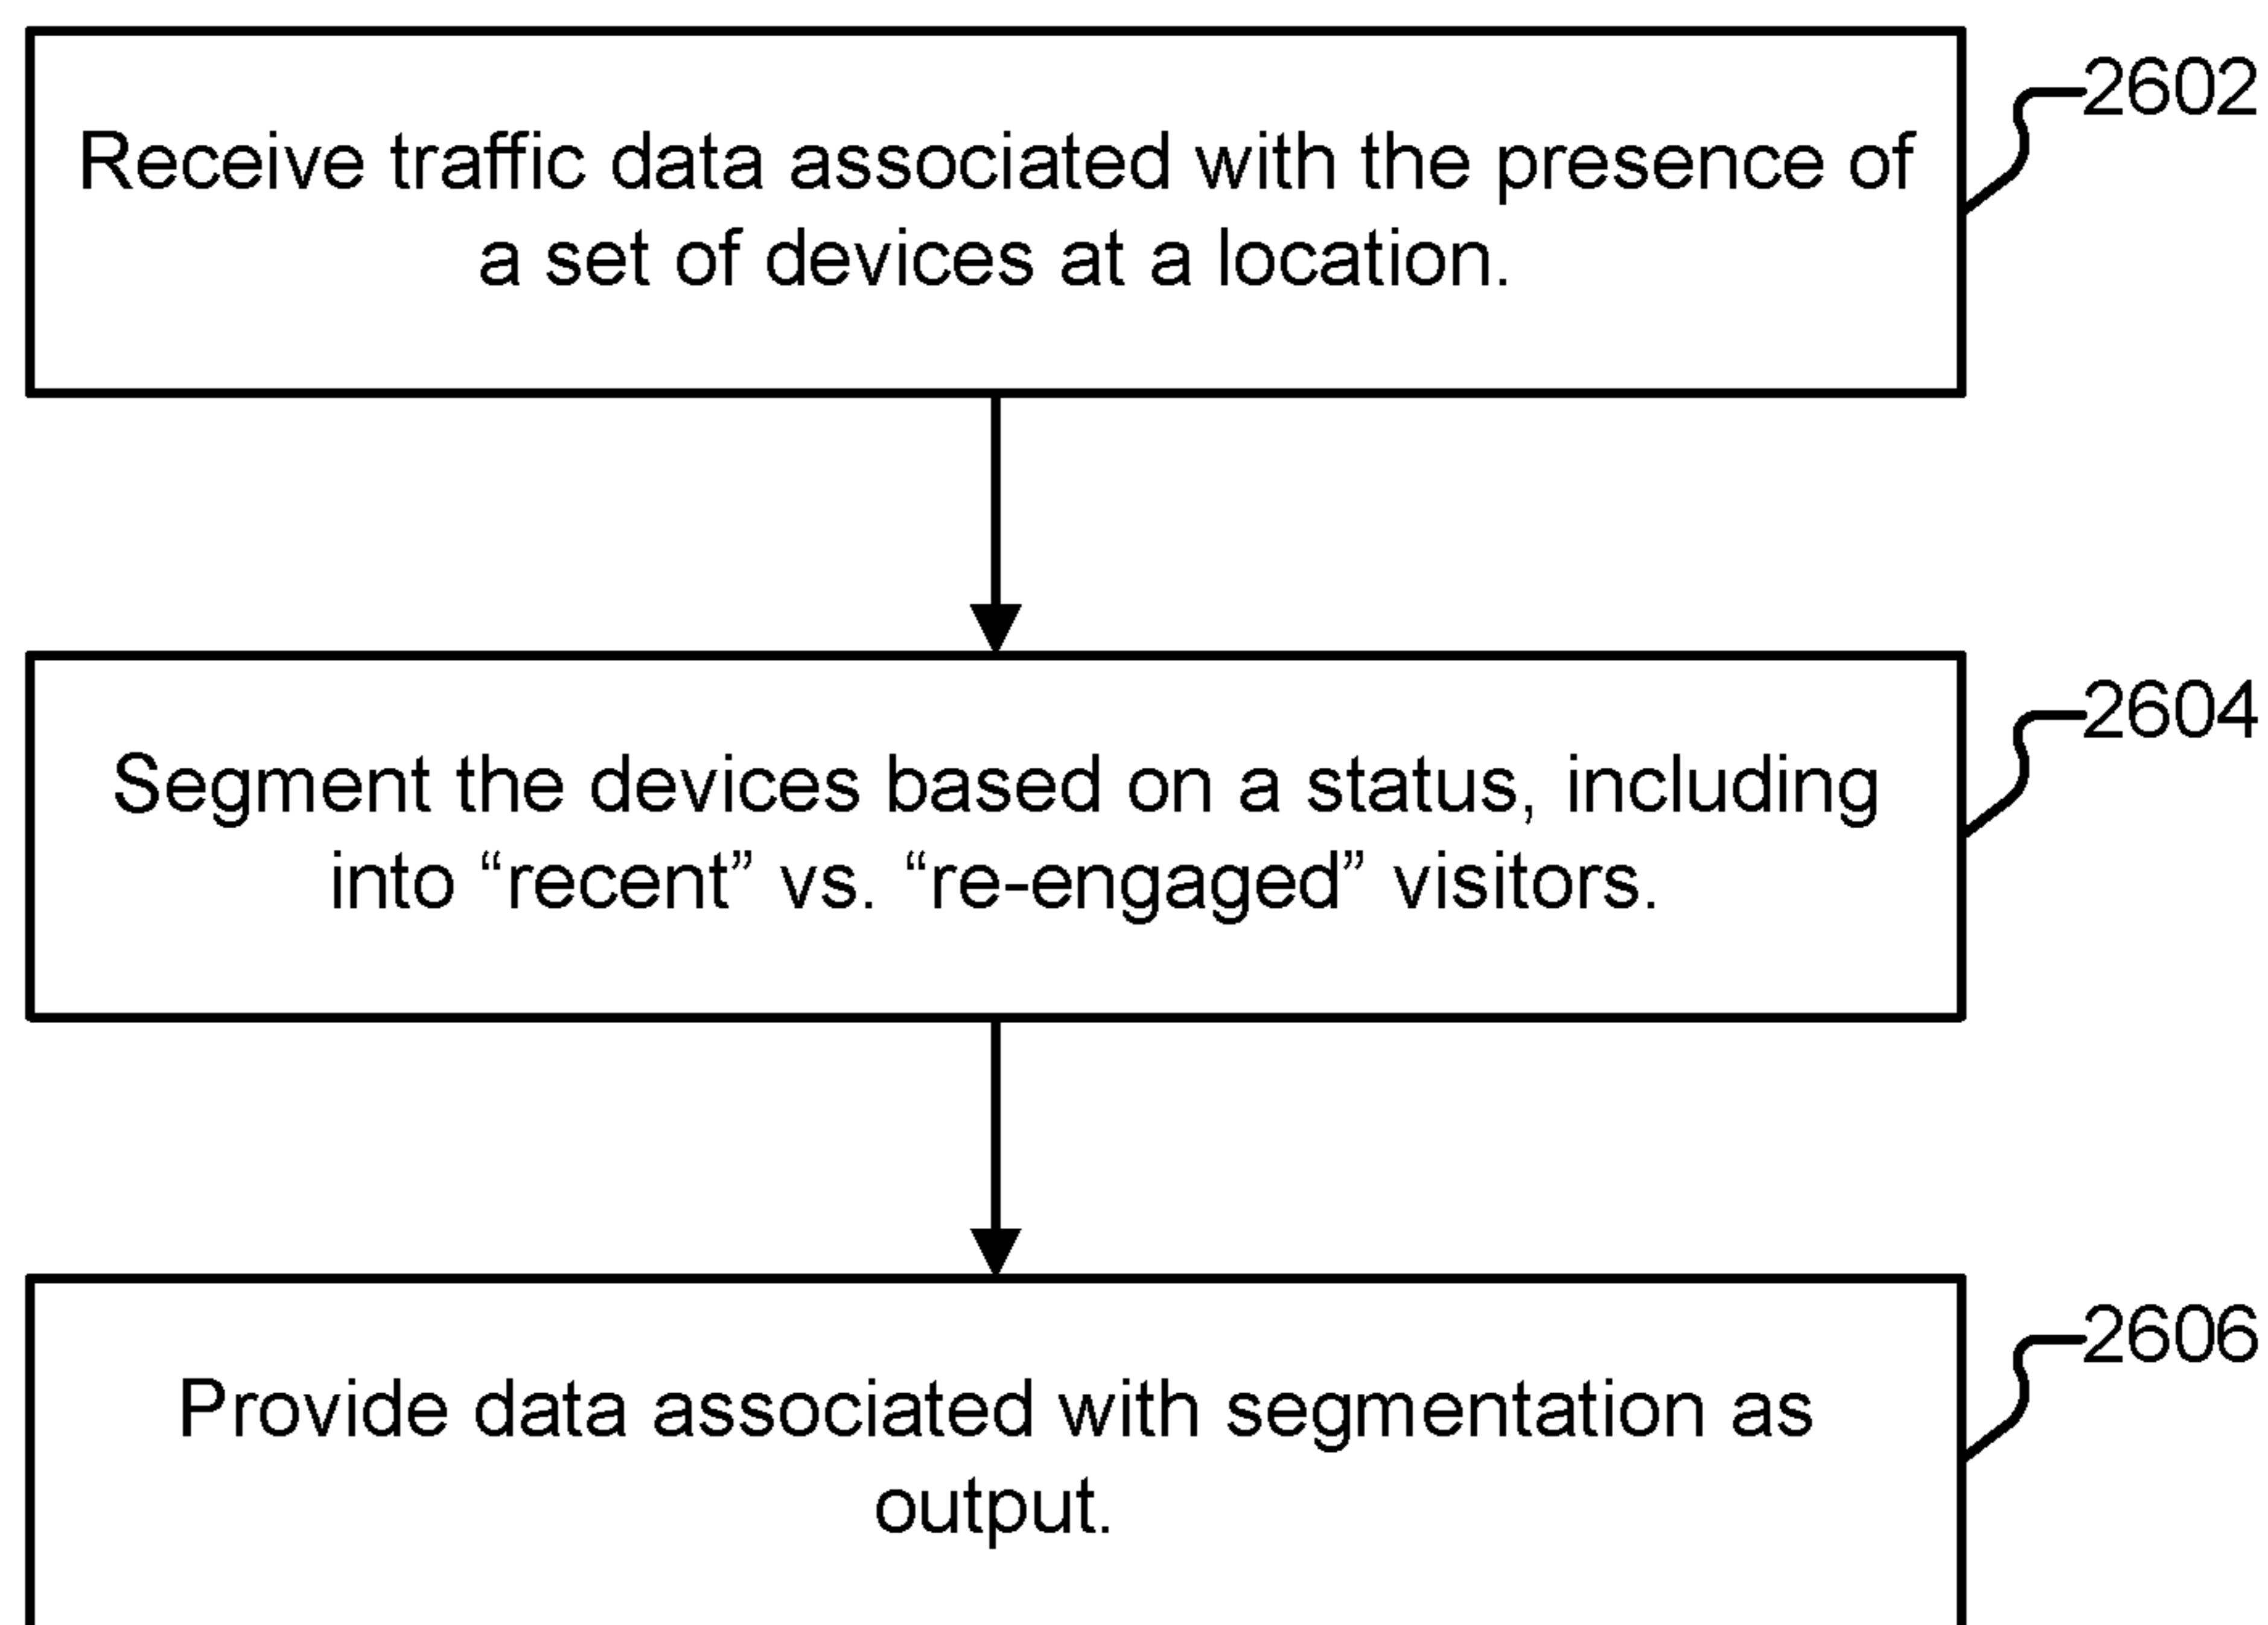 2602
Receive traffic data associated with the presence of
a set of devices at a location.
2604
Segment the devices based on a status, including
into “recent” vs. “re-engaged” visitors.
2606
Provide data associated with segmentation as
output.